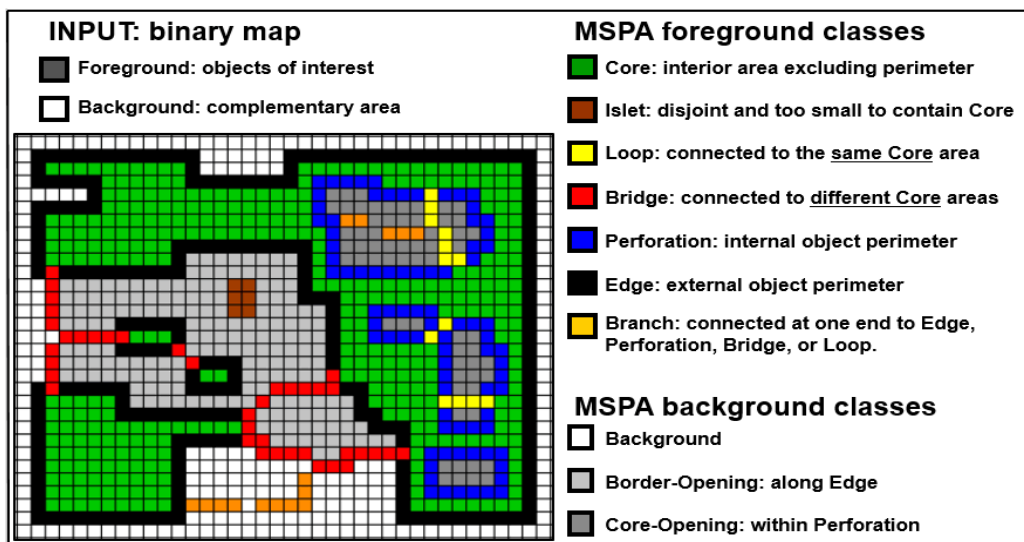 INPUT: binary map
Foreground: objects of interest
Background: complementary area
MSPA foreground classes
Core: interior area excluding perimeter
Islet: disjoint and too small to contain Core
Loop: connected to the same Core area
Bridge: connected to different Core areas
Perforation: internal object perimeter
Edge: external object perimeter
Branch: connected at one end to Edge,
Perforation, Bridge, or Loop.
MSPA background classes
Background
Border-Opening: along Edge
Core-Opening: within Perforation